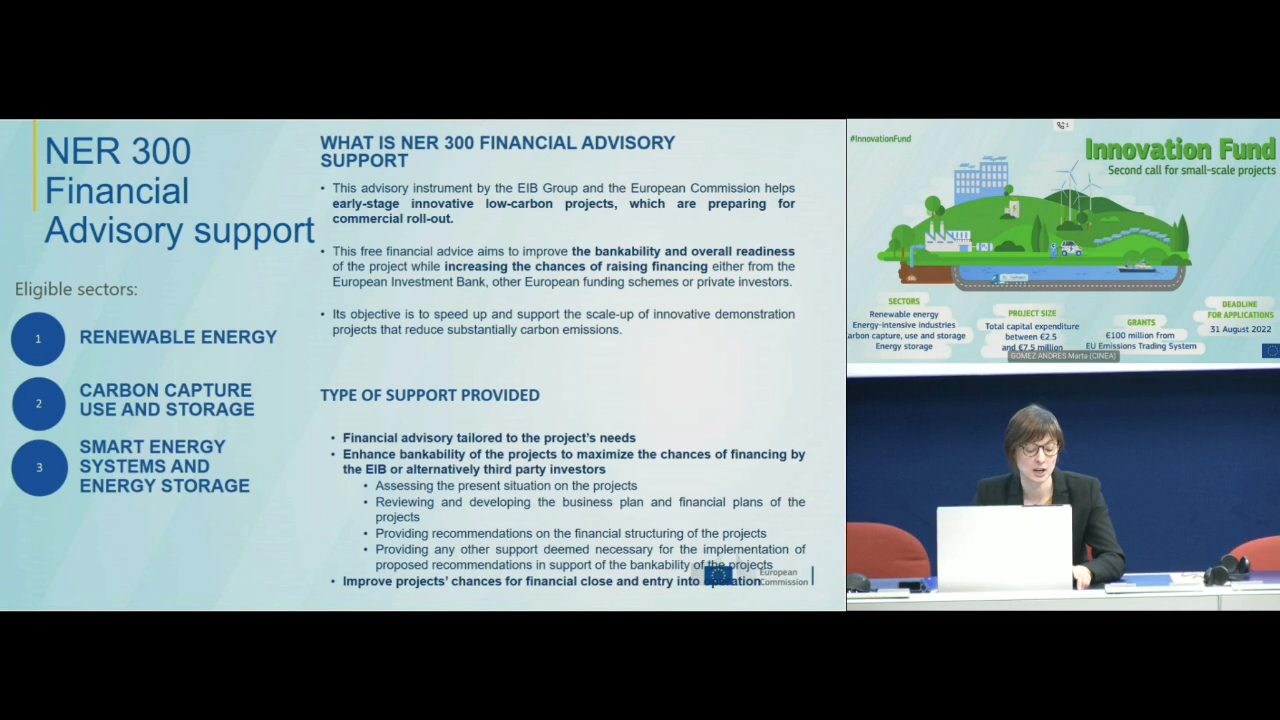 NER 300
Financial
Advisory support
Eligible sectors:
1
RENEWABLE ENERGY
2
CARBON CAPTURE
USE AND STORAGE
3
SMART ENERGY
SYSTEMS AND
ENERGY STORAGE
WHAT IS NER 300 FINANCIAL ADVISORY
SUPPORT
• This advisory instrument by the EIB Group and the European Commission helps
early-stage innovative low-carbon projects, which are preparing for
commercial roll-out.
• This free financial advice aims to improve the bankability and overall readiness
of the project while increasing the chances of raising financing either from the
European Investment Bank, other European funding schemes or private investors.
• Its objective is to speed up and support the scale-up of innovative demonstration
projects that reduce substantially carbon emissions.
TYPE OF SUPPORT PROVIDED
• Financial advisory tailored to the project's needs
• Enhance bankability of the projects to maximize the chances of financing by
the EIB or alternatively third party investors
• Assessing the present situation on the projects
• Reviewing and developing the business plan and financial plans of the
projects
• Providing recommendations on the financial structuring of the projects
• Providing any other support deemed necessary for the implementation of
proposed recommendations in support of the bankability of the projects
• Improve projects' chances for financial close and entry into operation
European
Commission
#InnovationFund
Innovation Fund
Second call for small-scale projects
SECTORS
Renewable energy
Energy-intensive industries
arbon capture, use and storage
Energy storage
PROJECT SIZE
Total capital expenditure
between €2.5
and €7.5 million
GRANTS
€100 million from
EU Emissions Trading System
DEADLINE
FOR APPLICATIONS
31 August 2022
GOMEZ ANDRES Marta (CINEA)